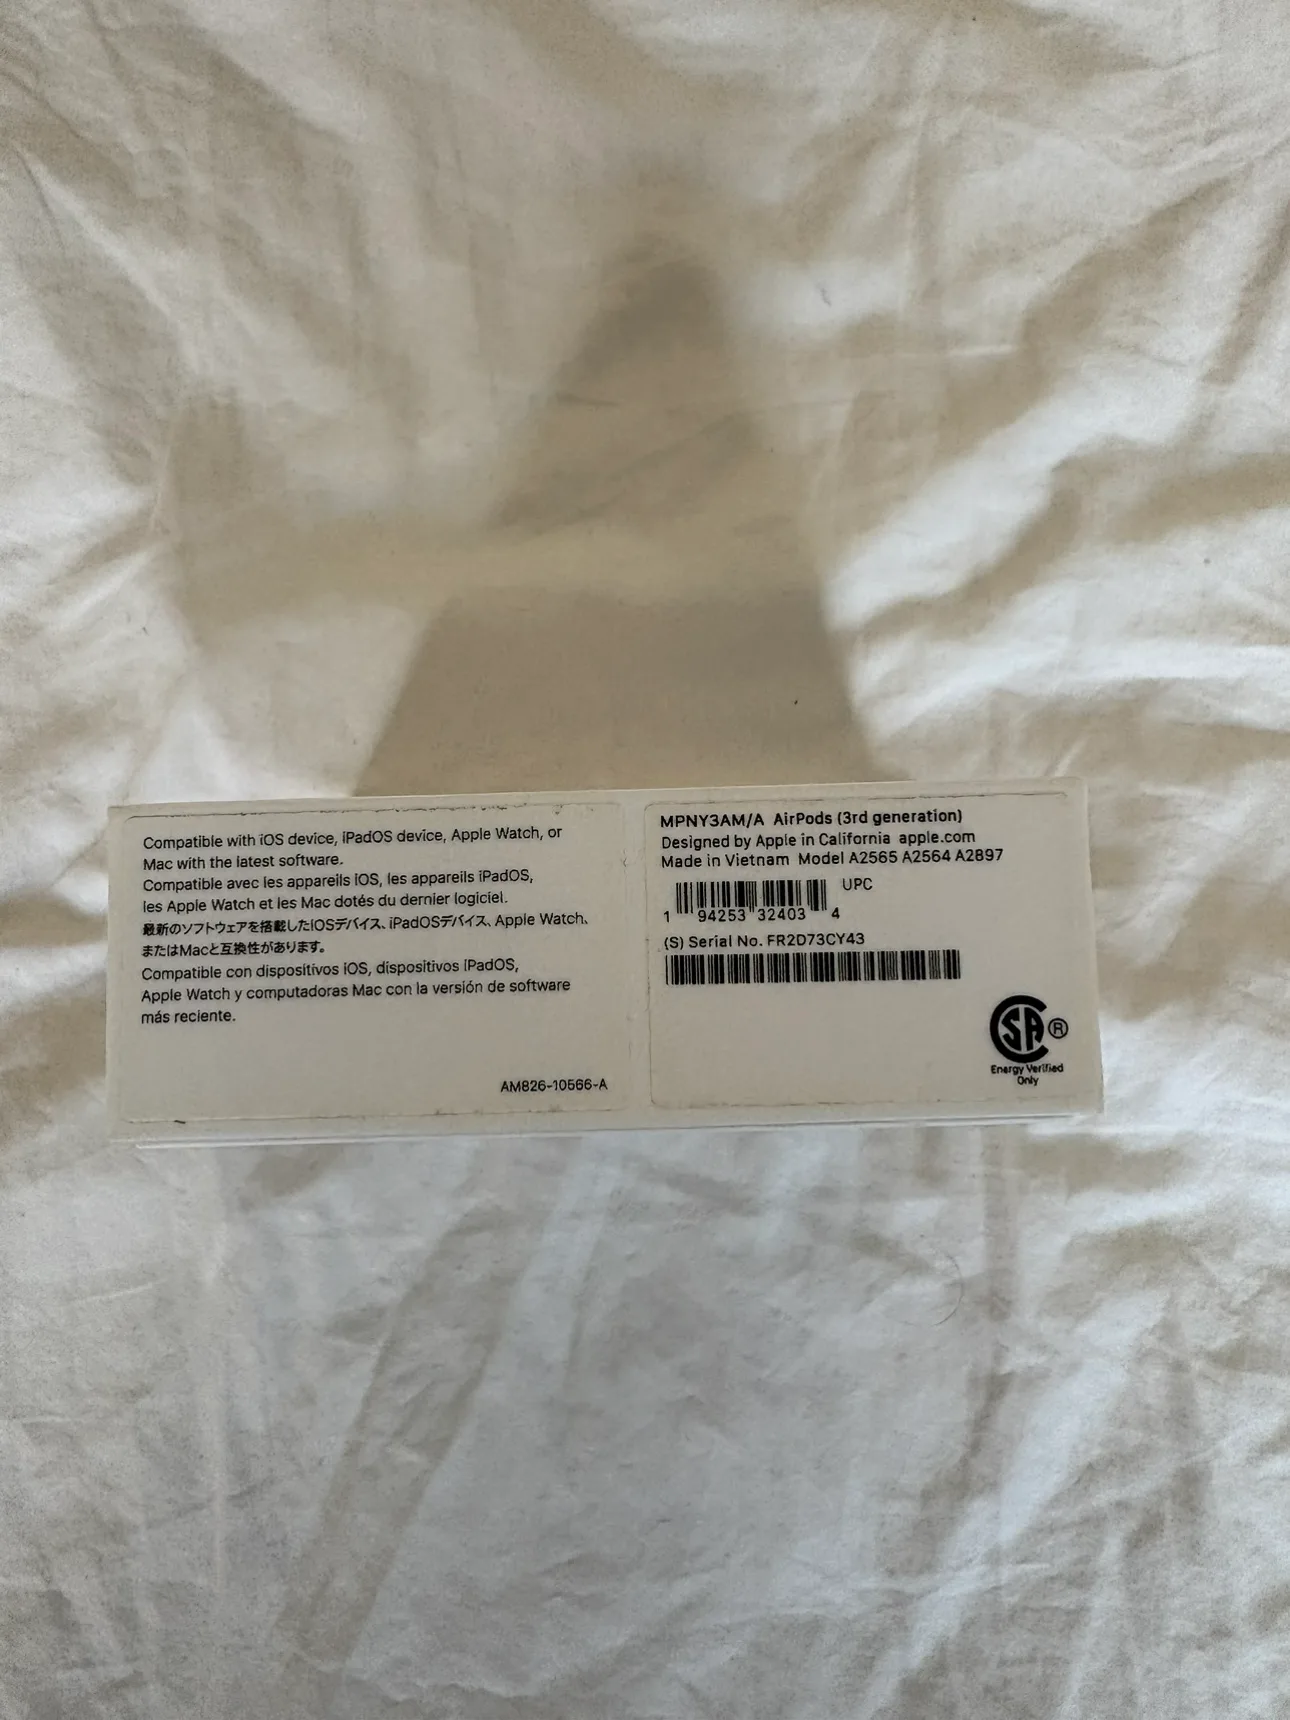 Compatible with iOS device, iPadOS device, Apple Watch, or
Mac with the latest software.
Compatible avec les appareils iOS, les appareils iPadOS,
les Apple Watch et les Mac dotés du dernier logiciel.
最新のソフトウェアを搭載したiOSデバイス、iPadOSデバイス、Apple Watch、
またはMacと互換性があります。
Compatible con dispositivos iOS, dispositivos iPadOS,
Apple Watch y computadoras Mac con la versión de software
más reciente.
AM826-10566-A
MPNY3AM/A AirPods (3rd generation)
Designed by Apple in California apple.com
Made in Vietnam Model A2565 A2564 A2897
UPC
1 94253 32403 4
(S) Serial No. FR2D73CY43
CSA ®
Energy Verified
Only